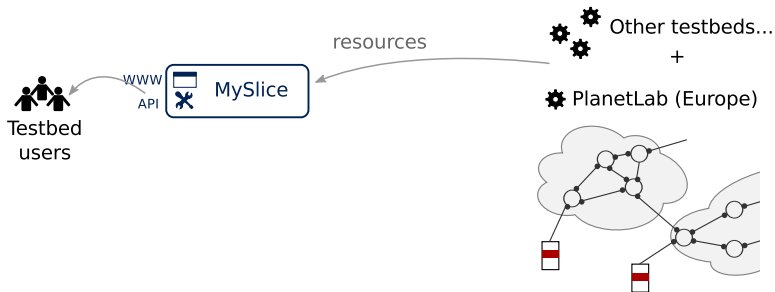 resources
Other testbeds...
+
WWW
API
MySlice
PlanetLab (Europe)
Testbed
users